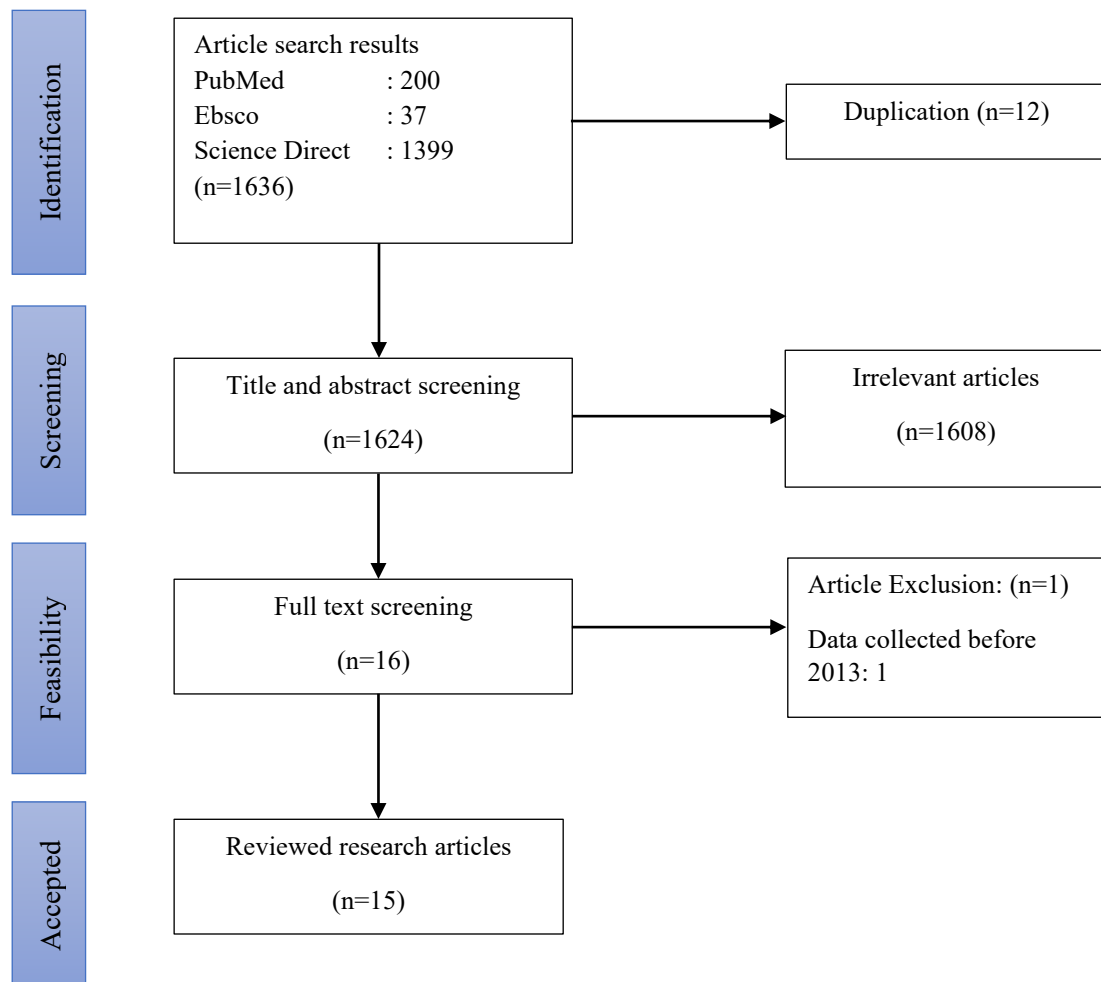 Identification
Article search results
PubMed : 200
Ebsco : 37
Science Direct : 1399
(n=1636)
Duplication (n=12)
Screening
Title and abstract screening
(n=1624)
Irrelevant articles
(n=1608)
Feasibility
Full text screening
(n=16)
Article Exclusion: (n=1)
Data collected before
2013: 1
Accepted
Reviewed research articles
(n=15)